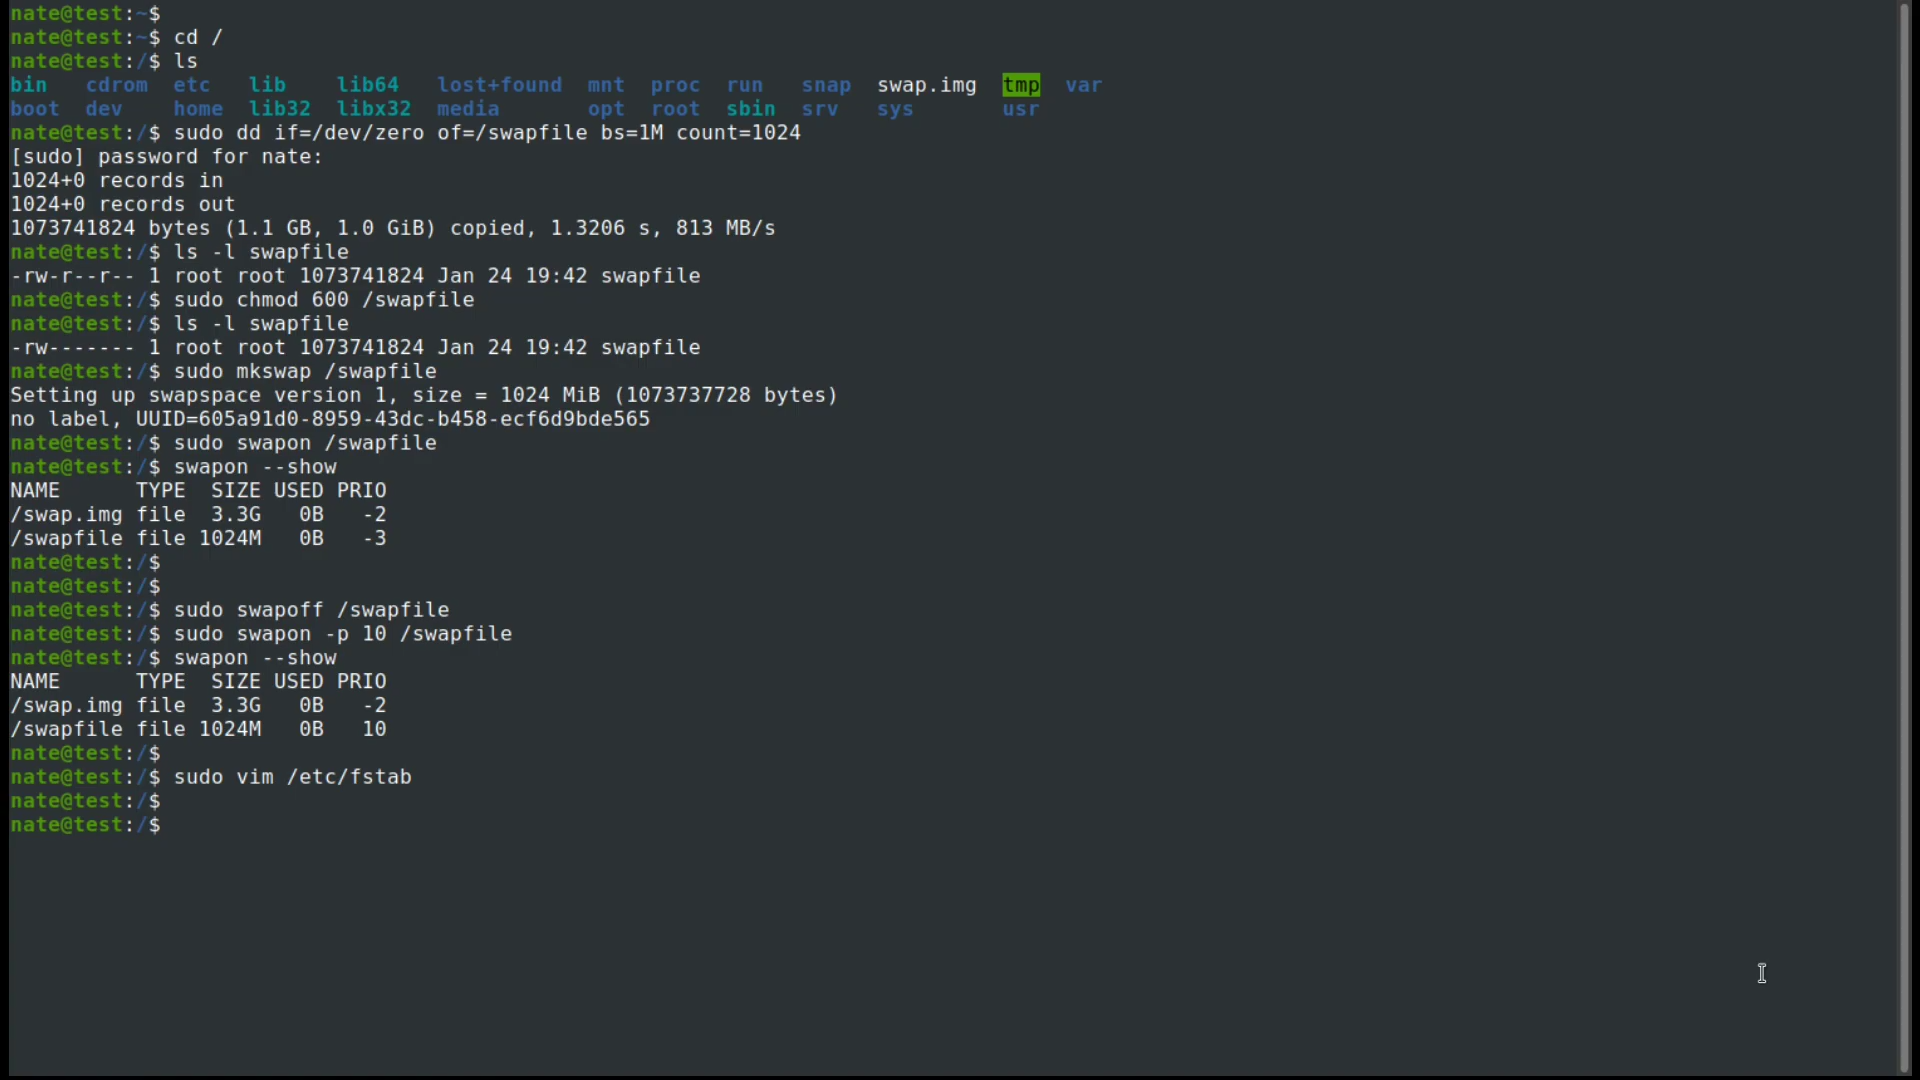 nate@test:~$
nate@test:~$ cd /
nate@test:/$ ls
bin   cdrom  etc   lib    lib64   lost+found  mnt  proc  run   snap  swap.img  tmp  var
boot  dev    home  lib32  libx32  media       opt  root  sbin  srv   sys       usr
nate@test:/$ sudo dd if=/dev/zero of=/swapfile bs=1M count=1024
[sudo] password for nate:
1024+0 records in
1024+0 records out
1073741824 bytes (1.1 GB, 1.0 GiB) copied, 1.3206 s, 813 MB/s
nate@test:/$ ls -l swapfile
-rw-r--r-- 1 root root 1073741824 Jan 24 19:42 swapfile
nate@test:/$ sudo chmod 600 /swapfile
nate@test:/$ ls -l swapfile
-rw------- 1 root root 1073741824 Jan 24 19:42 swapfile
nate@test:/$ sudo mkswap /swapfile
Setting up swapspace version 1, size = 1024 MiB (1073737728 bytes)
no label, UUID=605a91d0-8959-43dc-b458-ecf6d9bde565
nate@test:/$ sudo swapon /swapfile
nate@test:/$ swapon --show
NAME      TYPE  SIZE USED PRIO
/swap.img file  3.3G   0B   -2
/swapfile file 1024M   0B   -3
nate@test:/$
nate@test:/$
nate@test:/$ sudo swapoff /swapfile
nate@test:/$ sudo swapon -p 10 /swapfile
nate@test:/$ swapon --show
NAME      TYPE  SIZE USED PRIO
/swap.img file  3.3G   0B   -2
/swapfile file 1024M   0B   10
nate@test:/$
nate@test:/$ sudo vim /etc/fstab
nate@test:/$
nate@test:/$